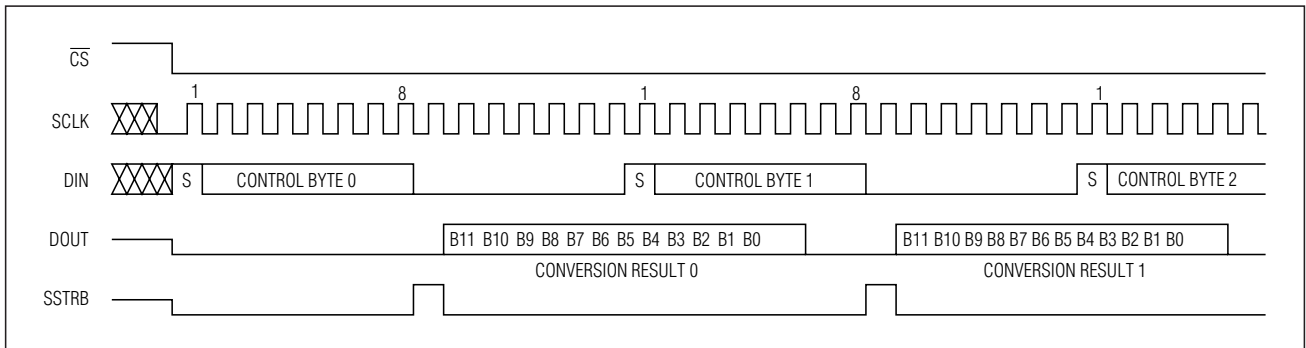 CS
1 8 1 8 1
SCLK
DIN S CONTROL BYTE 0 S CONTROL BYTE 1 S CONTROL BYTE 2
DOUT B11 B10 B9 B8 B7 B6 B5 B4 B3 B2 B1 B0 B11 B10 B9 B8 B7 B6 B5 B4 B3 B2 B1 B0
CONVERSION RESULT 0 CONVERSION RESULT 1
SSTRB